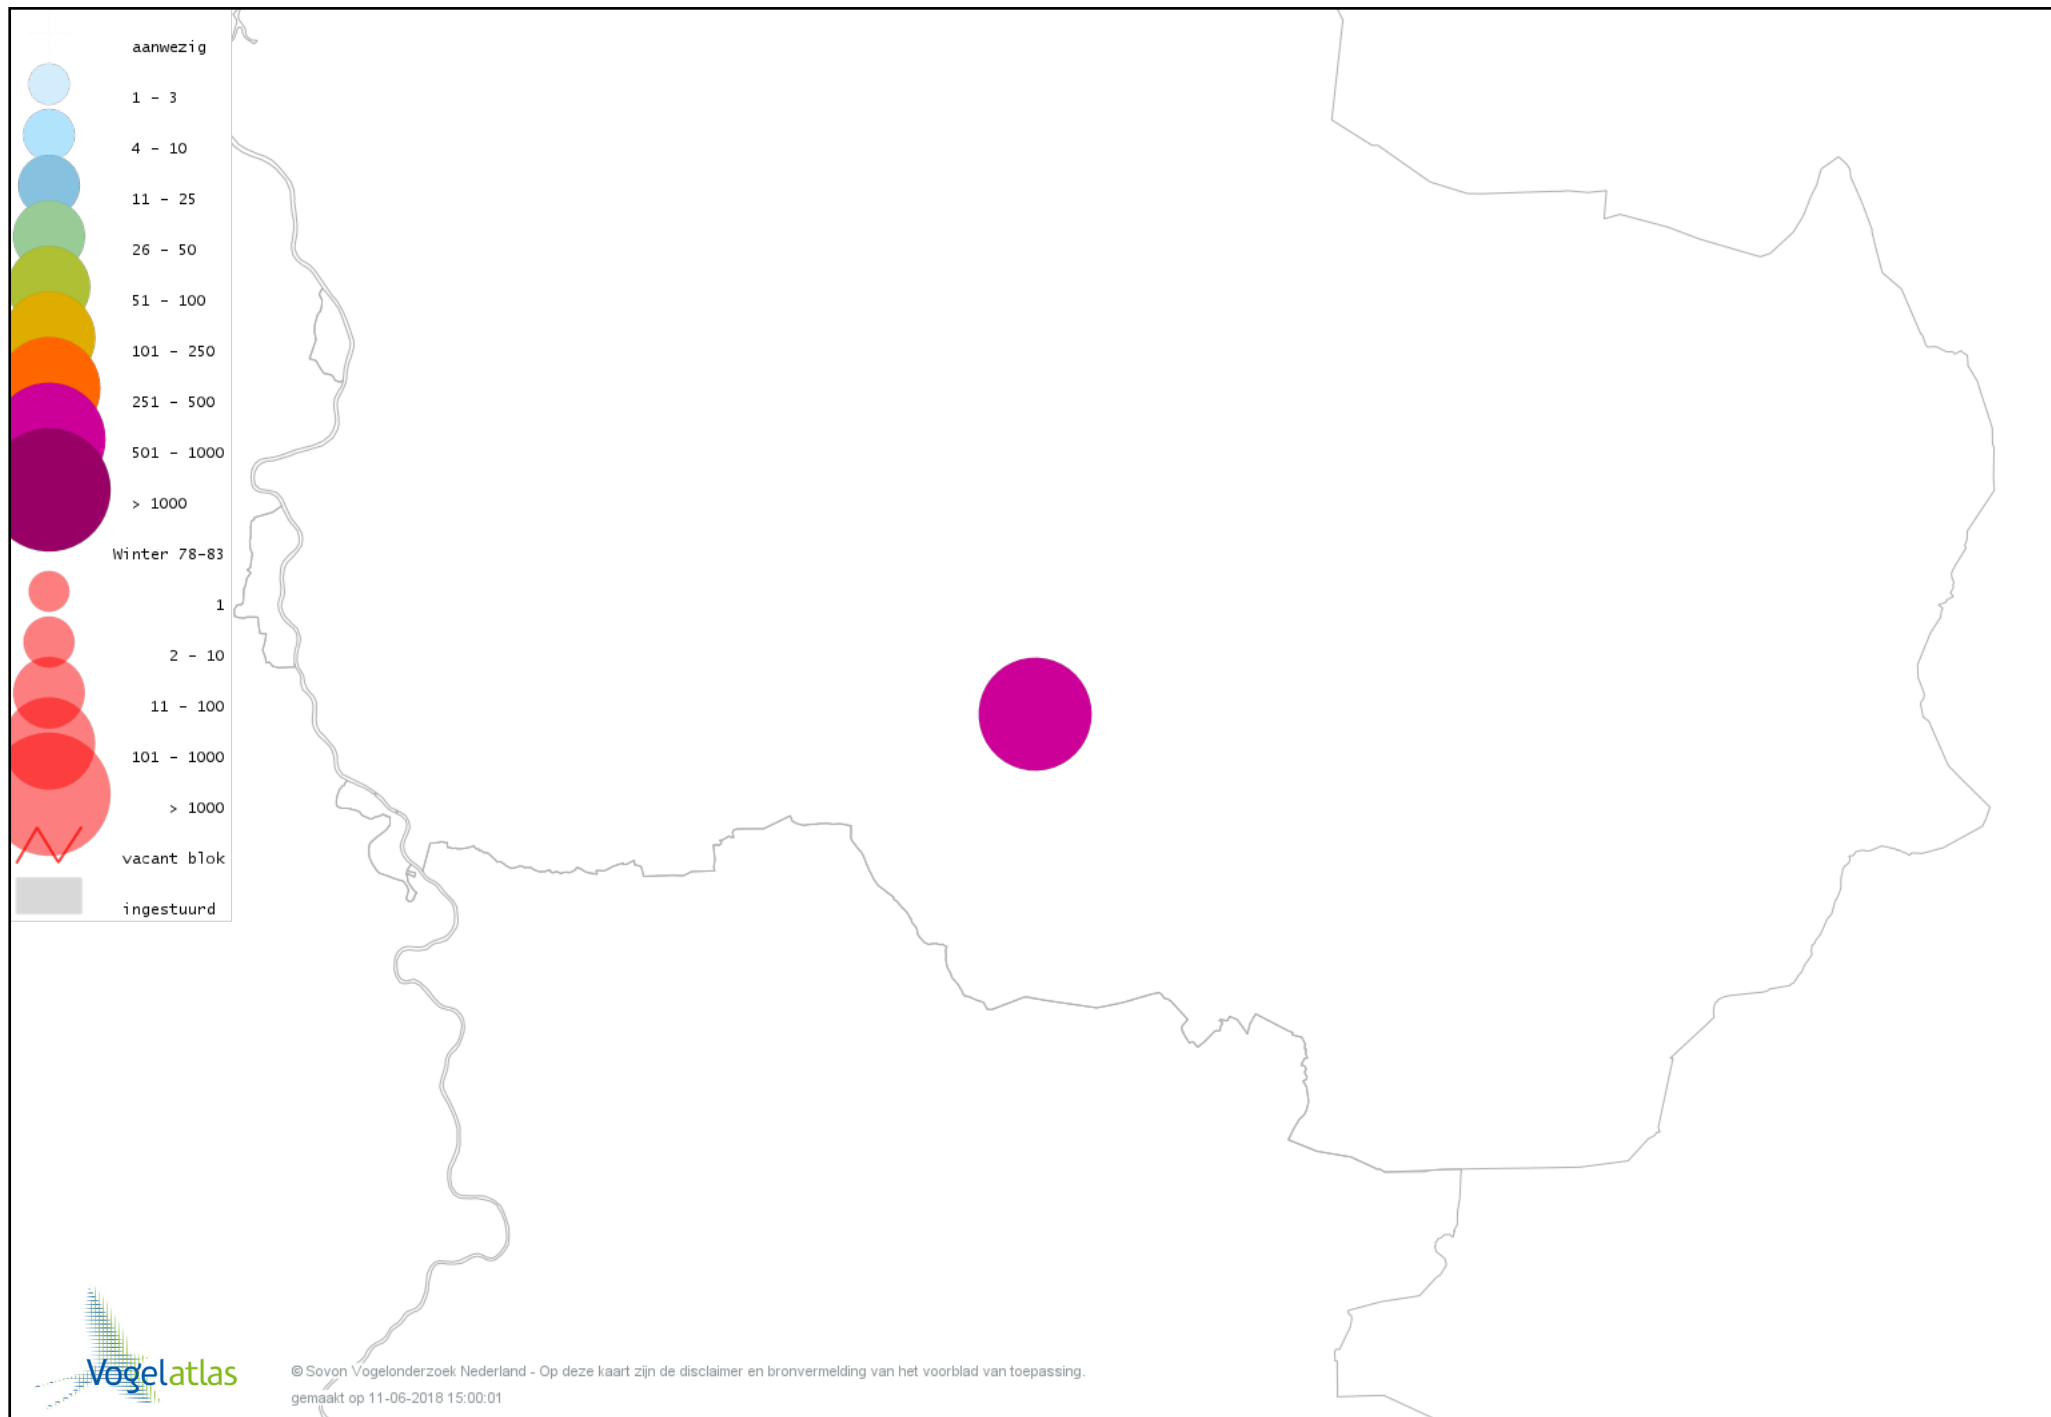 aanwezig
1 - 3
4 - 10
11 - 25
26 - 50
51 - 100
101 - 250
251 - 500
501 - 1000
> 1000
Winter 78-83
1
2 - 10
11 - 100
101 - 1000
> 1000
vacant blok
ingestuurd
Vogelatlas
© Sovon Vogelonderzoek Nederland - Op deze kaart zijn de disclaimer en bronvermelding van het voorblad van toepassing.
gemaakt op 11-06-2018 15:00:01